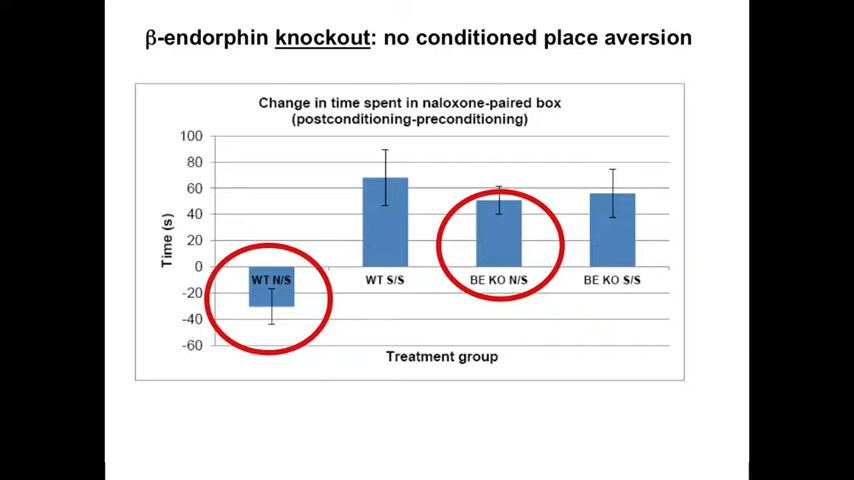 β-endorphin knockout: no conditioned place aversion
Change in time spent in naloxone-paired box
(postconditioning-preconditioning)
100
80
60
40
20
0
-20
-40
-60
Time (s)
WT N/S
WT S/S
BE KO N/S
BE KO S/S
Treatment group